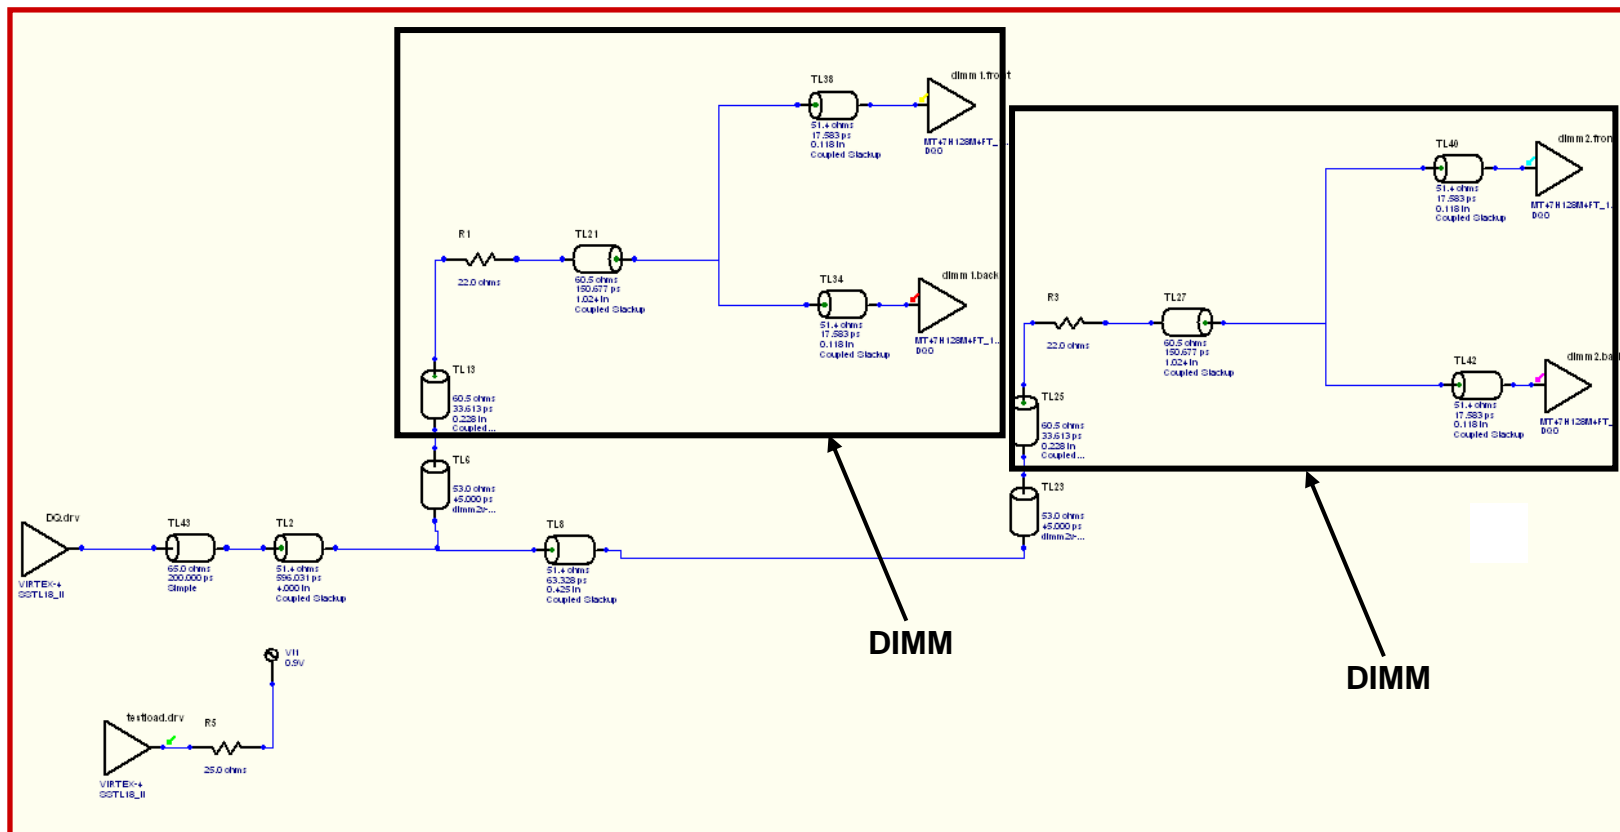 TL38
dimm1.front
51.4 ohms
17.583 ps
0.118 in
Coupled Stackup
MT47H128M4FT_1...
DQ0
R1
22.0 ohms
TL21
60.5 ohms
150.677 ps
1.024 in
Coupled Stackup
TL34
dimm1.back
51.4 ohms
17.583 ps
0.118 in
Coupled Stackup
MT47H128M4FT_1...
DQ0
TL13
60.5 ohms
33.613 ps
0.228 in
Coupled...
TL40
dimm2.fron
51.4 ohms
17.583 ps
0.118 in
Coupled Stackup
MT47H128M4FT_1..
DQ0
R3
22.0 ohms
TL27
60.5 ohms
150.677 ps
1.024 in
Coupled Stackup
TL42
dimm2.ba
51.4 ohms
17.583 ps
0.118 in
Coupled Stackup
MT47H128M4FT_1..
DQ0
TL25
60.5 ohms
33.613 ps
0.228 in
Coupled...
TL6
53.0 ohms
45.000 ps
TL23
53.0 ohms
45.000 ps
DQ.drv
VIRTEX-4
SSTL18_II
TL43
65.0 ohms
200.000 ps
Simple
TL2
51.4 ohms
596.031 ps
4.000 in
Coupled Stackup
TL8
51.4 ohms
63.328 ps
0.425 in
Coupled Stackup
DIMM
DIMM
0.9V
testload.drv
VIRTEX-4
SSTL18_II
R5
25.0 ohms